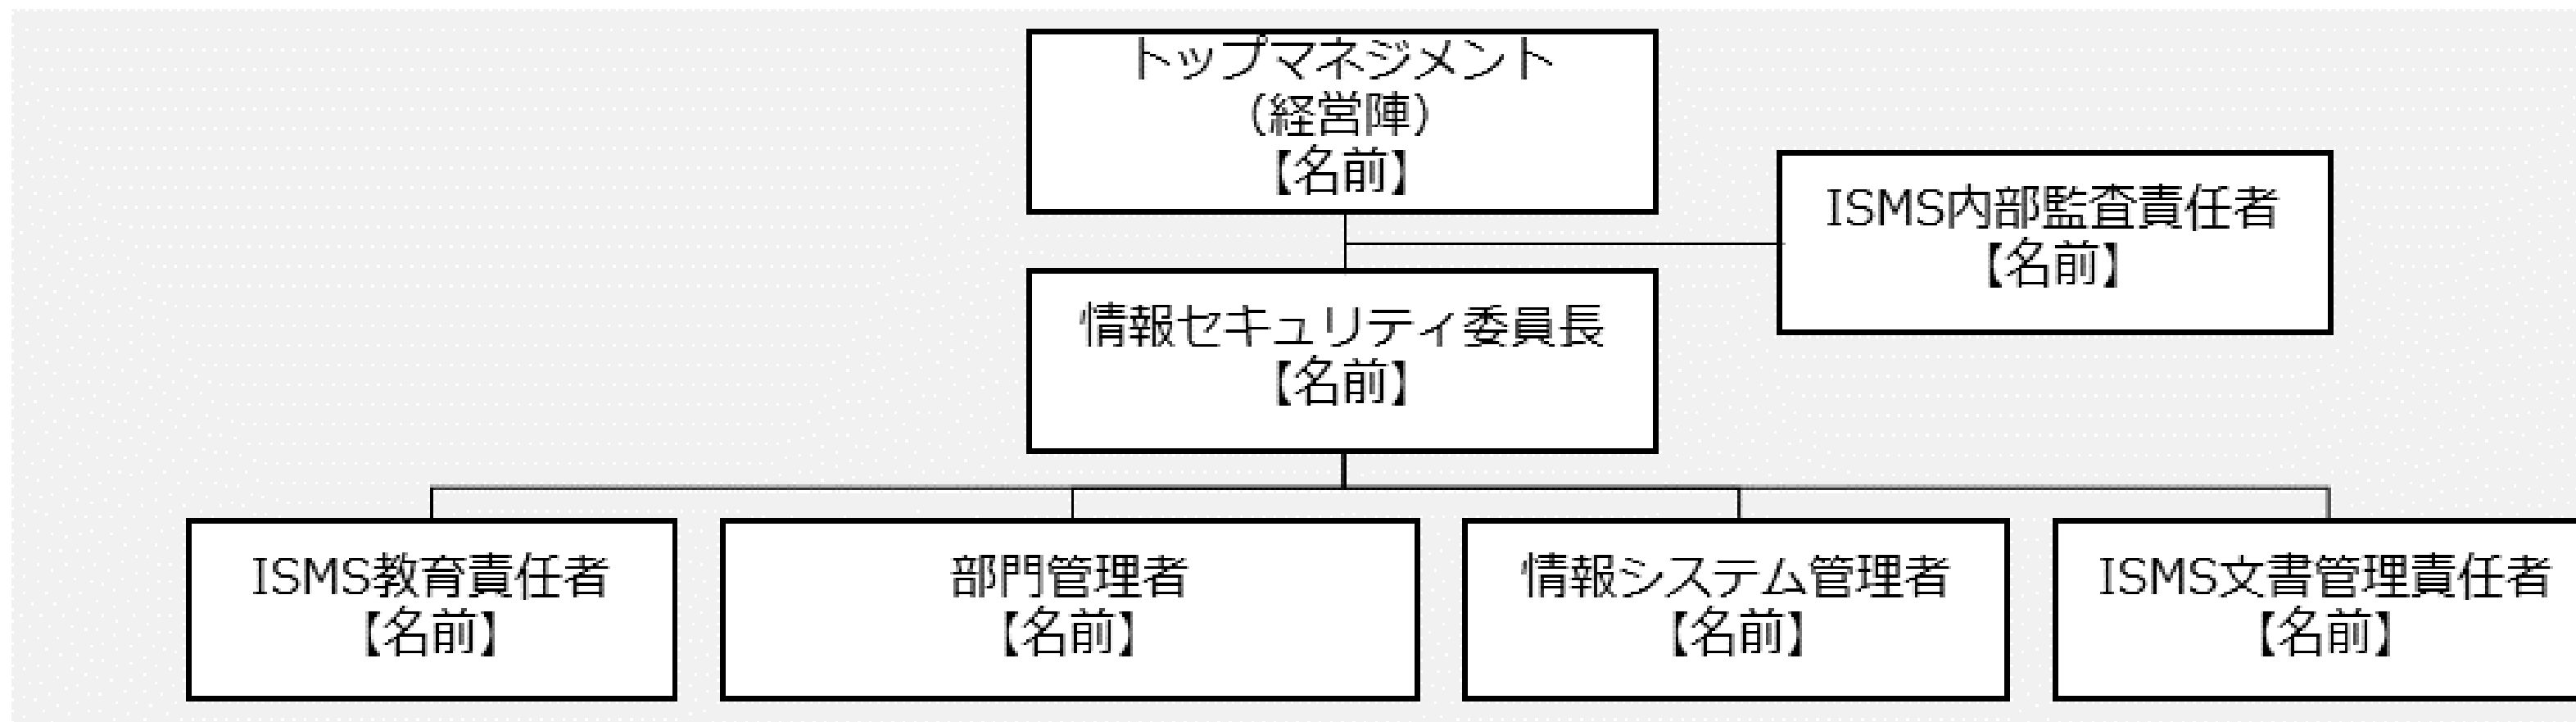 トップマネジメント
（経営陣）
【名前】
ISMS内部監査責任者
【名前】
情報セキュリティ委員長
【名前】
ISMS教育責任者
【名前】
部門管理者
【名前】
情報システム管理者
【名前】
ISMS文書管理責任者
【名前】